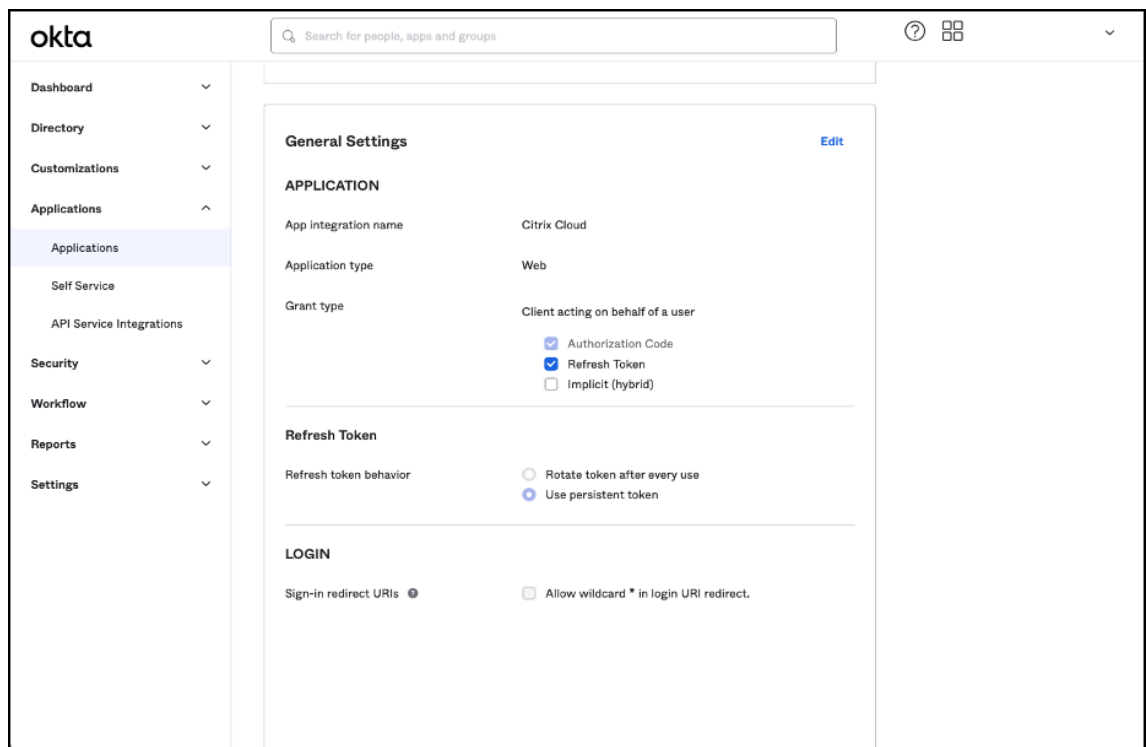 okta
Search for people, apps and groups
Dashboard
Directory
Customizations
Applications
Applications
Self Service
API Service Integrations
Security
Workflow
Reports
Settings
General Settings
Edit
APPLICATION
App integration name
Citrix Cloud
Application type
Web
Grant type
Client acting on behalf of a user
Authorization Code
Refresh Token
Implicit (hybrid)
Refresh Token
Refresh token behavior
Rotate token after every use
Use persistent token
LOGIN
Sign-in redirect URIs
Allow wildcard * in login URI redirect.